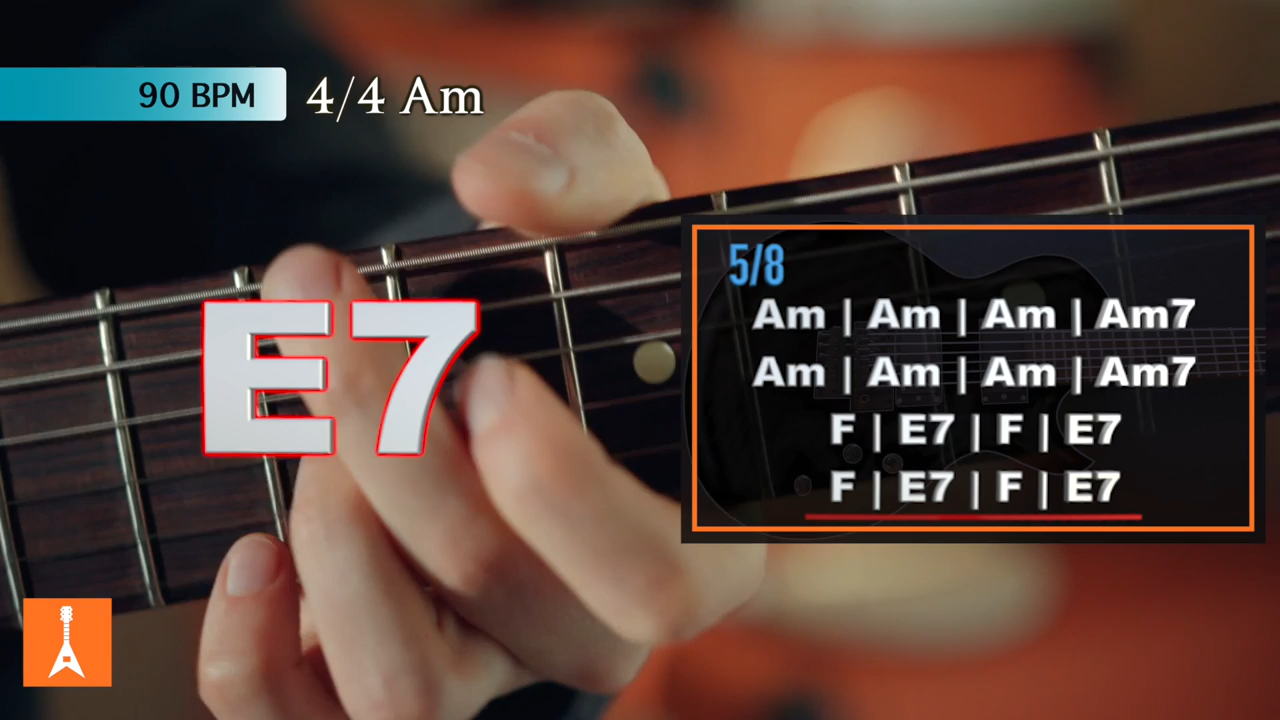 90 BPM 4/4 Am
E7
5/8
Am | Am | Am | Am7
Am | Am | Am | Am7
F | E7 | F | E7
F | E7 | F | E7